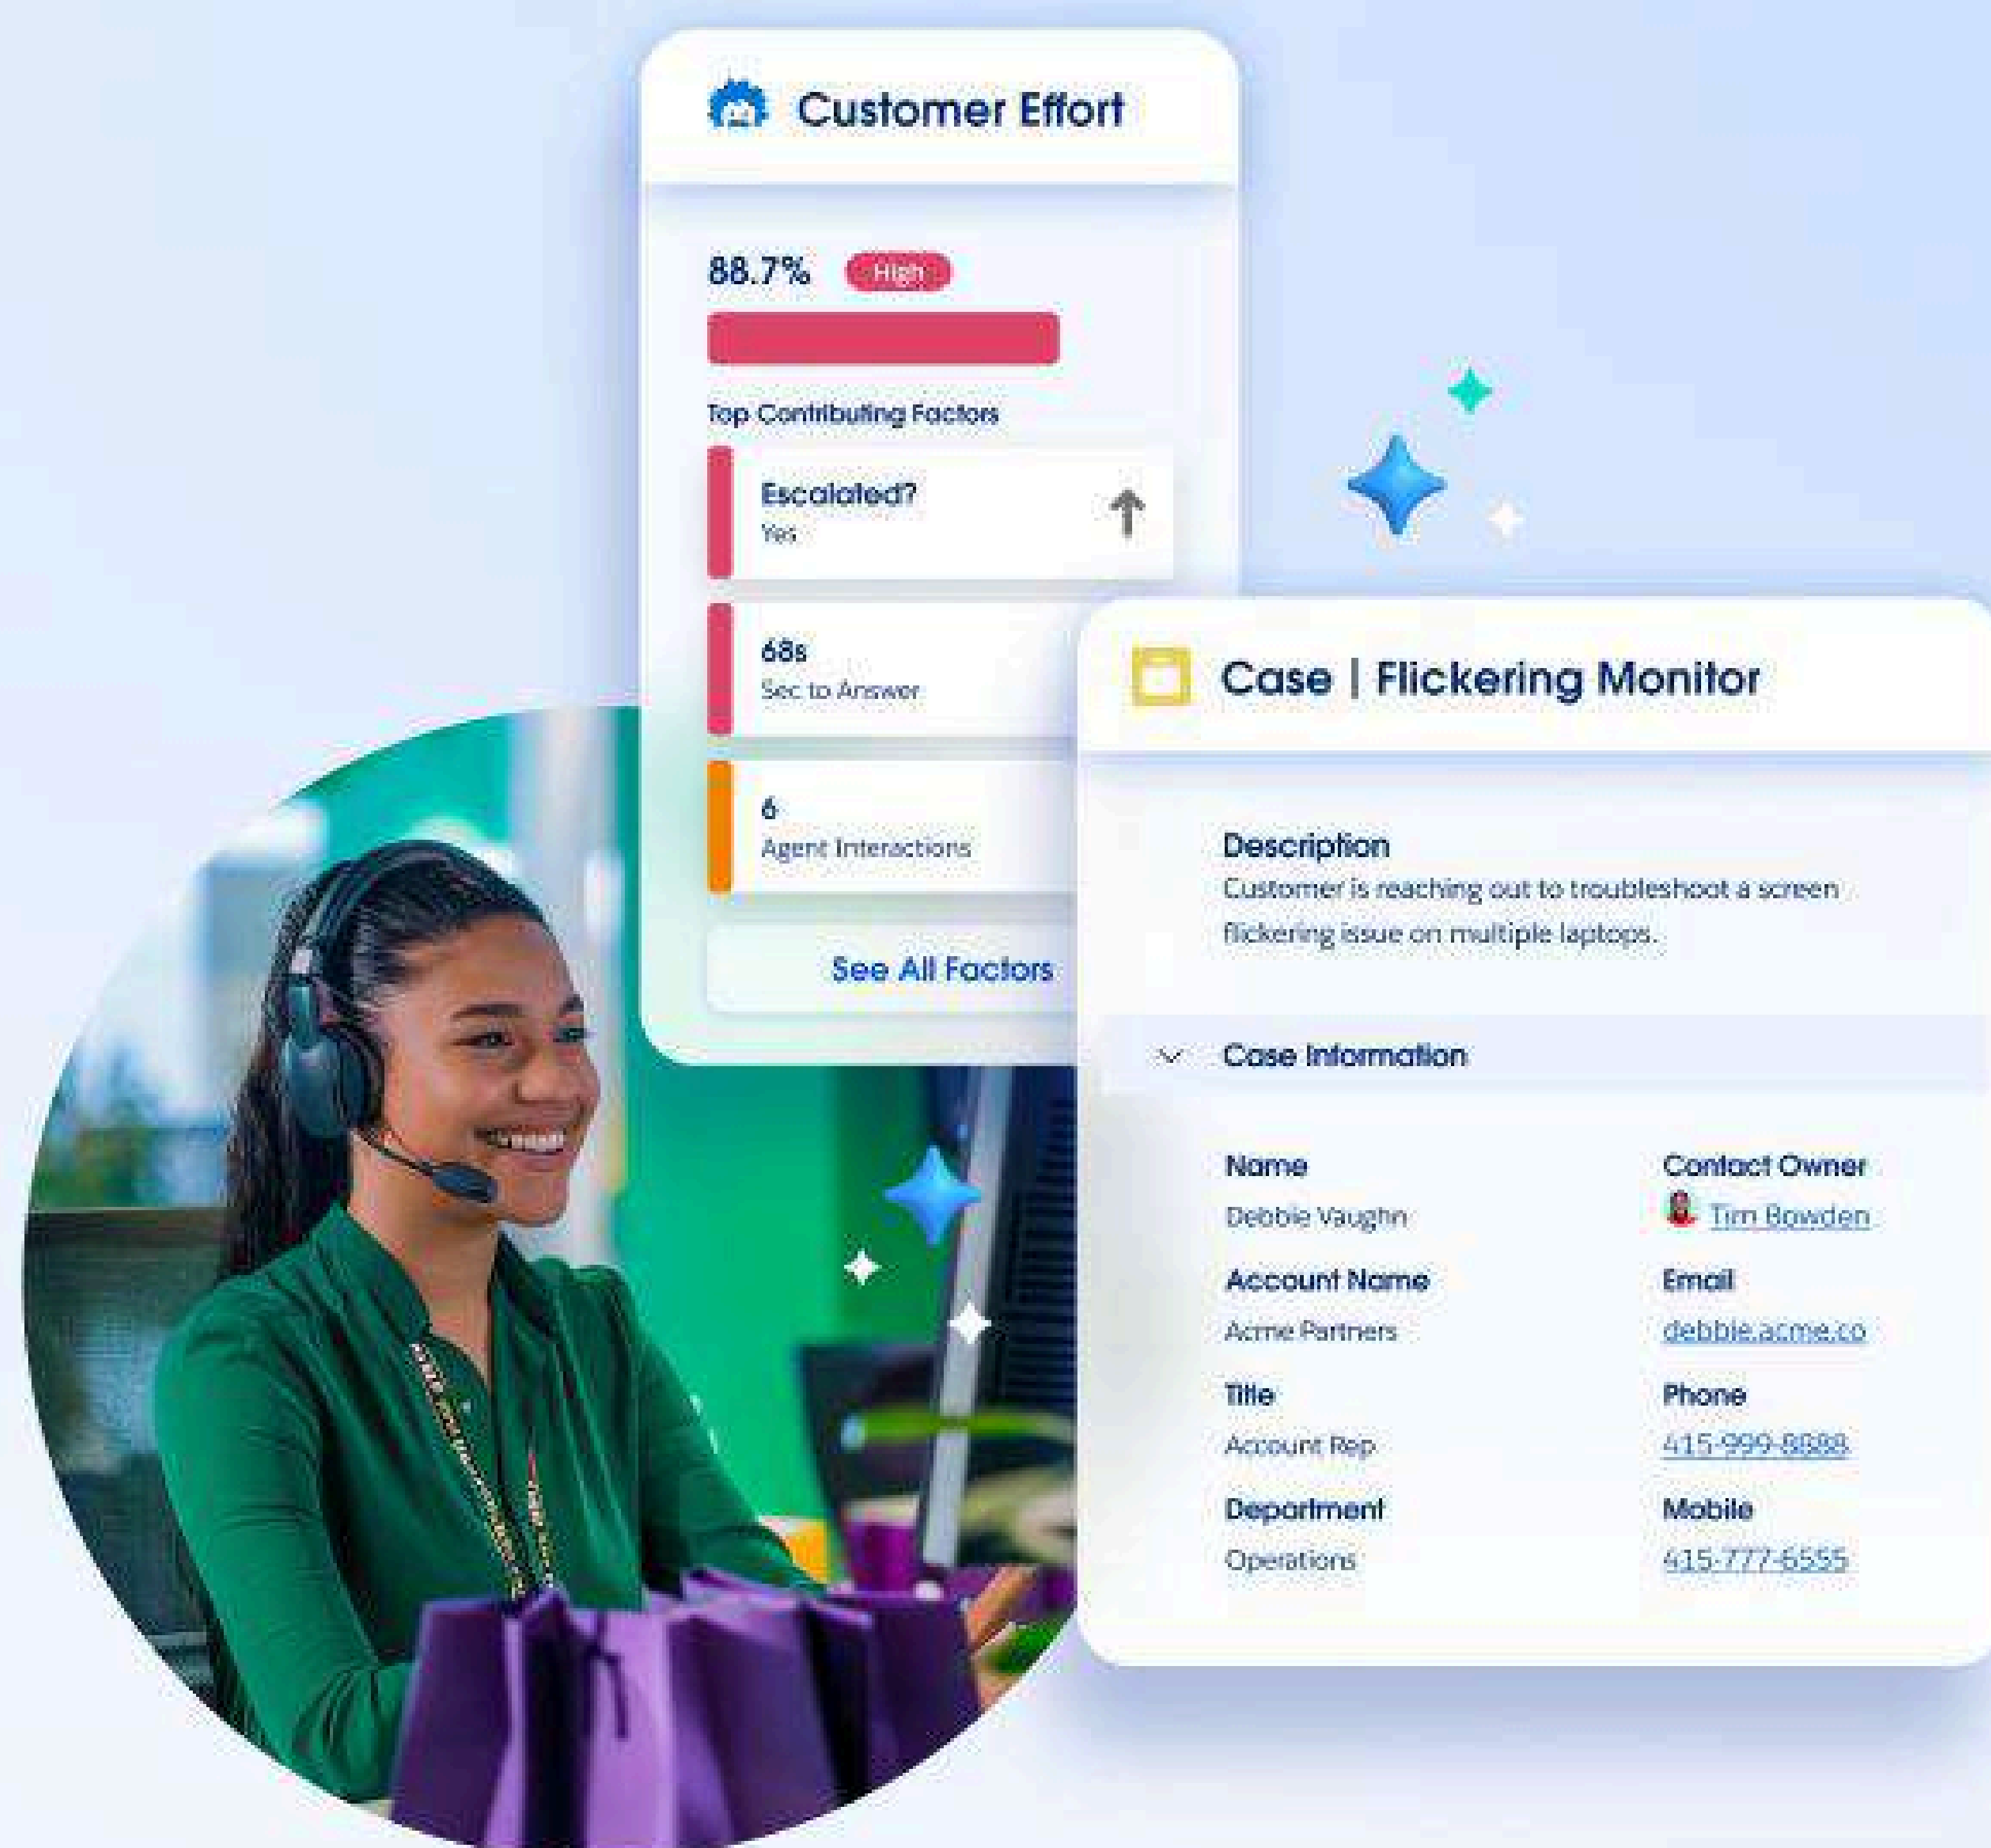 Customer Effort
88.7% High
Top Contributing Factors
Escalated?
Yes
68s
Sec to Answer
6
Agent Interactions
See All Factors
Case | Flickering Monitor
Description
Customer is reaching out to troubleshoot a screen
flickering issue on multiple laptops.
Case Information
Name
Debbie Vaughn
Contact Owner
Tim Bowden
Account Name
Acme Partners
Email
debbie.acme.co
Title
Account Rep
Phone
415-999-8888
Department
Operations
Mobile
415-777-6555